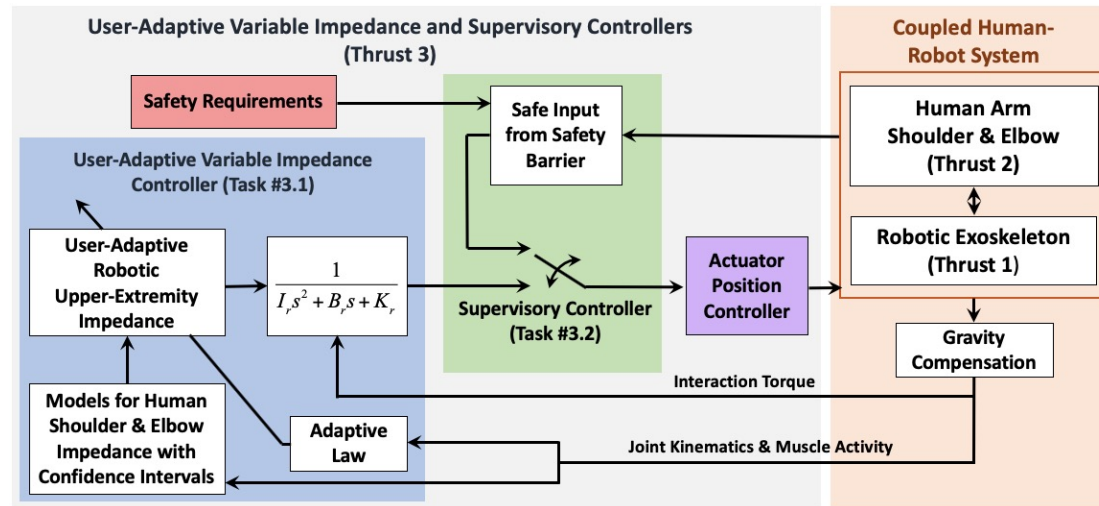 User-Adaptive Variable Impedance and Supervisory Controllers
(Thrust 3)
Coupled Human-
Robot System
Safety Requirements
Safe Input
from Safety
Barrier
Human Arm
Shoulder & Elbow
(Thrust 2)
User-Adaptive Variable Impedance
Controller (Task #3.1)
User-Adaptive
Robotic
Upper-Extremity
Impedance
1
I_r s^2 + B_r s + K_r
Supervisory Controller
(Task #3.2)
Actuator
Position
Controller
Robotic Exoskeleton
(Thrust 1)
Gravity
Compensation
Interaction Torque
Models for Human
Shoulder & Elbow
Impedance with
Confidence Intervals
Adaptive
Law
Joint Kinematics & Muscle Activity